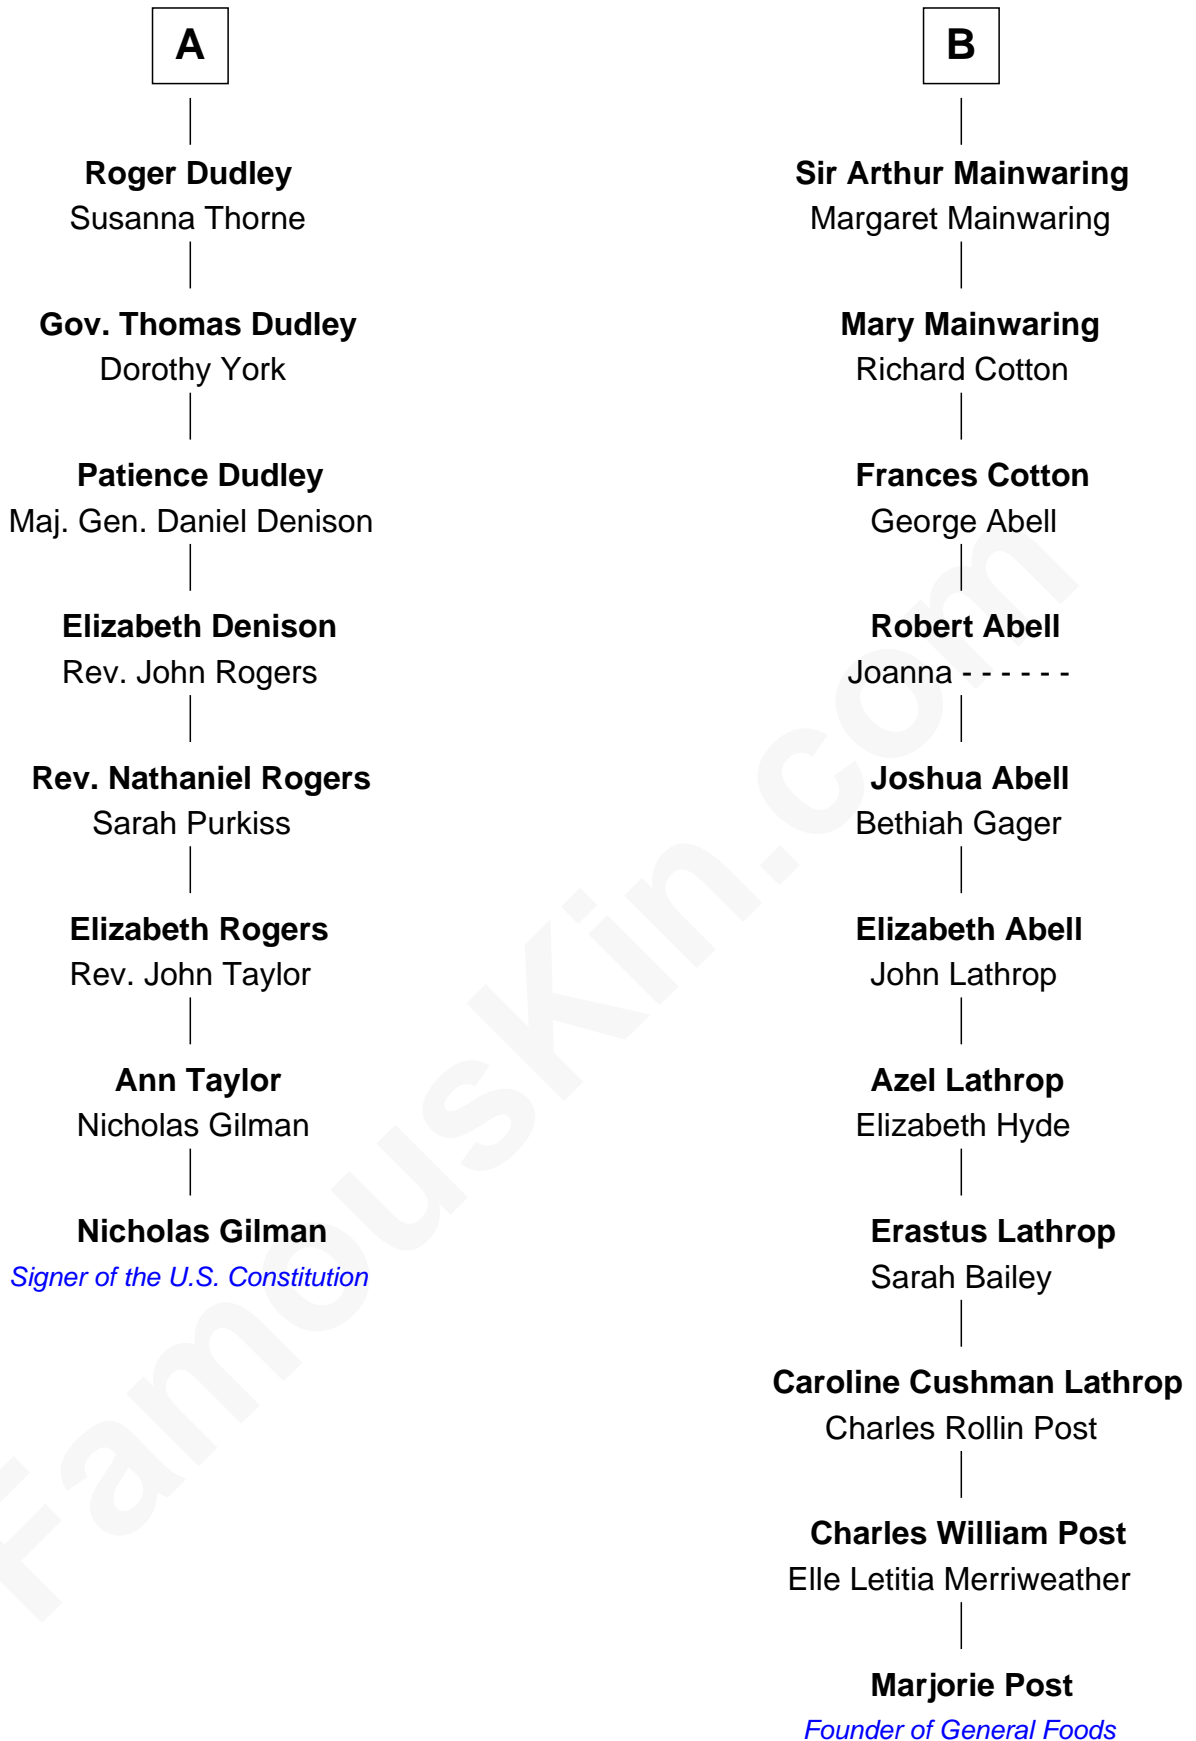 A
Roger Dudley
Susanna Thorne
Gov. Thomas Dudley
Dorothy York
Patience Dudley
Maj. Gen. Daniel Denison
Elizabeth Denison
Rev. John Rogers
Rev. Nathaniel Rogers
Sarah Purkiss
Elizabeth Rogers
Rev. John Taylor
Ann Taylor
Nicholas Gilman
Nicholas Gilman
Signer of the U.S. Constitution
B
Sir Arthur Mainwaring
Margaret Mainwaring
Mary Mainwaring
Richard Cotton
Frances Cotton
George Abell
Robert Abell
Joanna - - - - - -
Joshua Abell
Bethiah Gager
Elizabeth Abell
John Lathrop
Azel Lathrop
Elizabeth Hyde
Erastus Lathrop
Sarah Bailey
Caroline Cushman Lathrop
Charles Rollin Post
Charles William Post
Elle Letitia Merriweather
Marjorie Post
Founder of General Foods
FamousKin.com